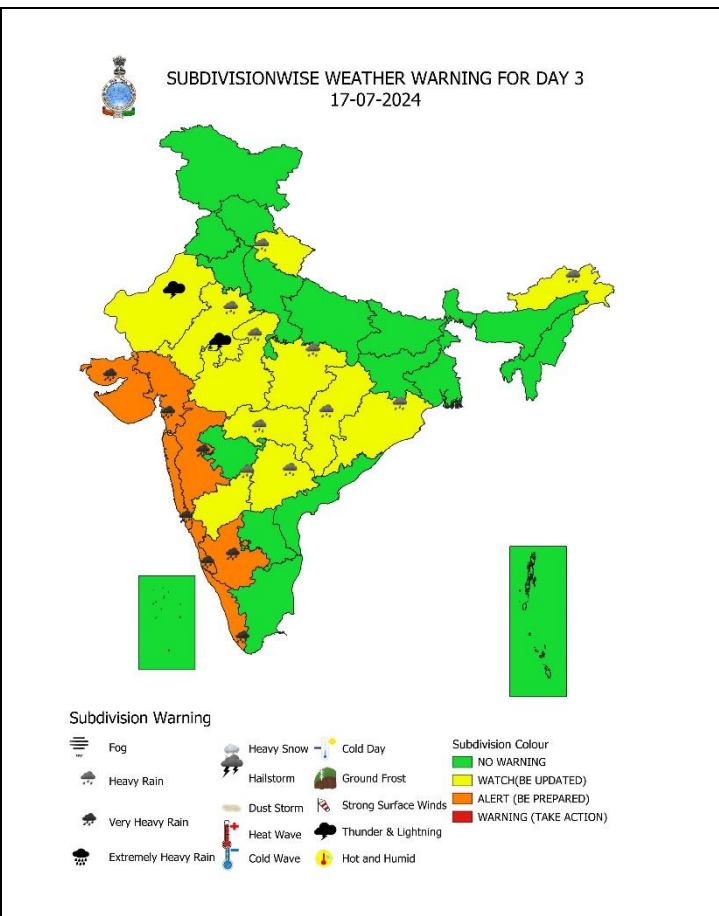 SUBDIVISIONWISE WEATHER WARNING FOR DAY 3
17-07-2024
Subdivision Warning
Fog
Heavy Rain
Very Heavy Rain
Extremely Heavy Rain
Heavy Snow
Hailstorm
Dust Storm
Heat Wave
Cold Wave
Cold Day
Ground Frost
Strong Surface Winds
Thunder & Lightning
Hot and Humid
Subdivision Colour
NO WARNING
WATCH(BE UPDATED)
ALERT (BE PREPARED)
WARNING (TAKE ACTION)